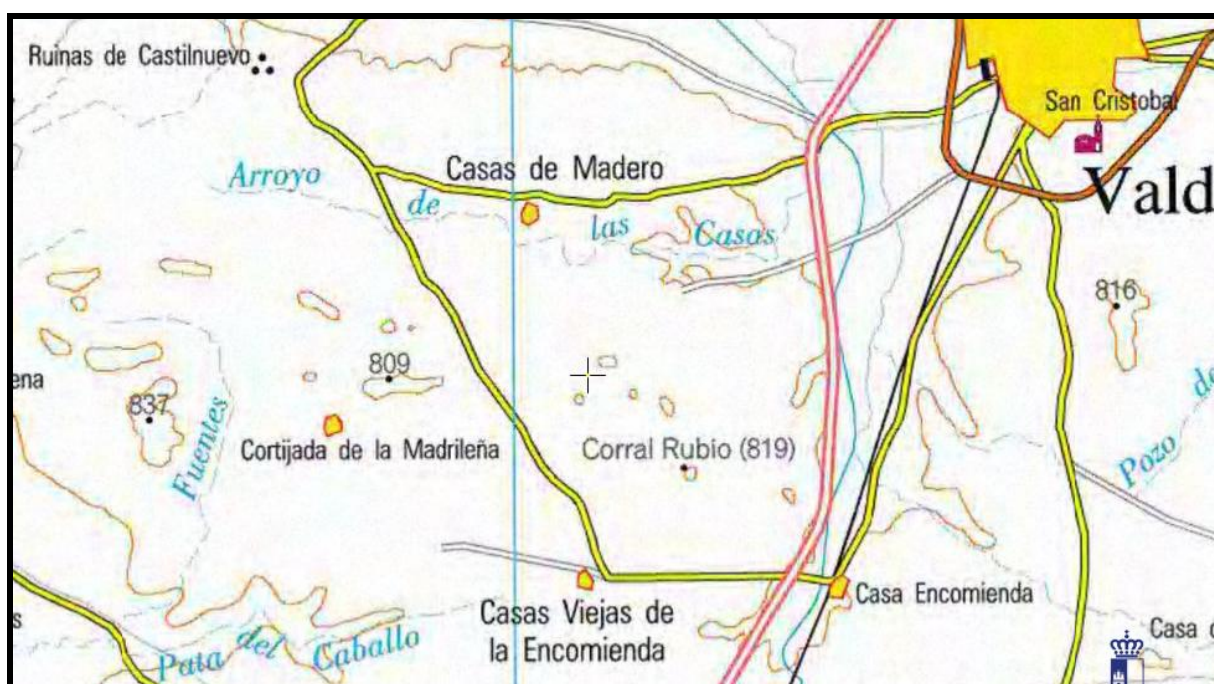 Ruinas de Castilnuevo
San Cristobal
Casas de Madero
Arroyo de las Casas
Vald
816
809
837
ena
Fuentes
Cortijada de la Madrileña
Corral Rubio (819)
Pozo de
Casas Viejas de
la Encomienda
Casa Encomienda
Casa
s
Pata del Caballo